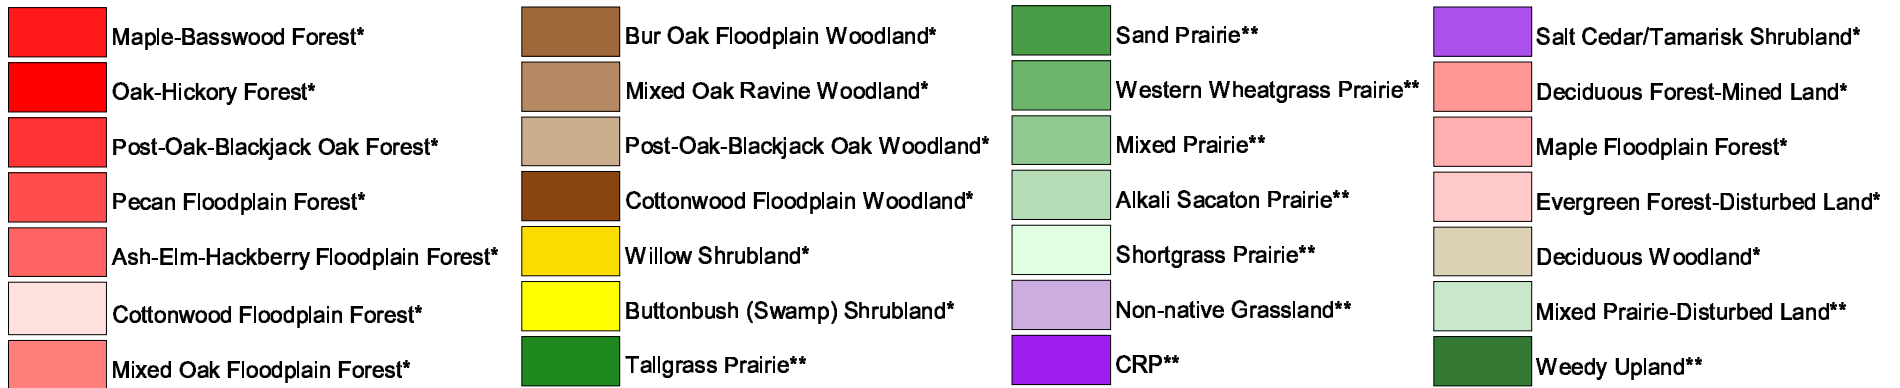 Maple-Basswood Forest*
Oak-Hickory Forest*
Post-Oak-Blackjack Oak Forest*
Pecan Floodplain Forest*
Ash-Elm-Hackberry Floodplain Forest*
Cottonwood Floodplain Forest*
Mixed Oak Floodplain Forest*
Bur Oak Floodplain Woodland*
Mixed Oak Ravine Woodland*
Post-Oak-Blackjack Oak Woodland*
Cottonwood Floodplain Woodland*
Willow Shrubland*
Buttonbush (Swamp) Shrubland*
Tallgrass Prairie**
Sand Prairie**
Western Wheatgrass Prairie**
Mixed Prairie**
Alkali Sacaton Prairie**
Shortgrass Prairie**
Non-native Grassland**
CRP**
Salt Cedar/Tamarisk Shrubland*
Deciduous Forest-Mined Land*
Maple Floodplain Forest*
Evergreen Forest-Disturbed Land*
Deciduous Woodland*
Mixed Prairie-Disturbed Land**
Weedy Upland**